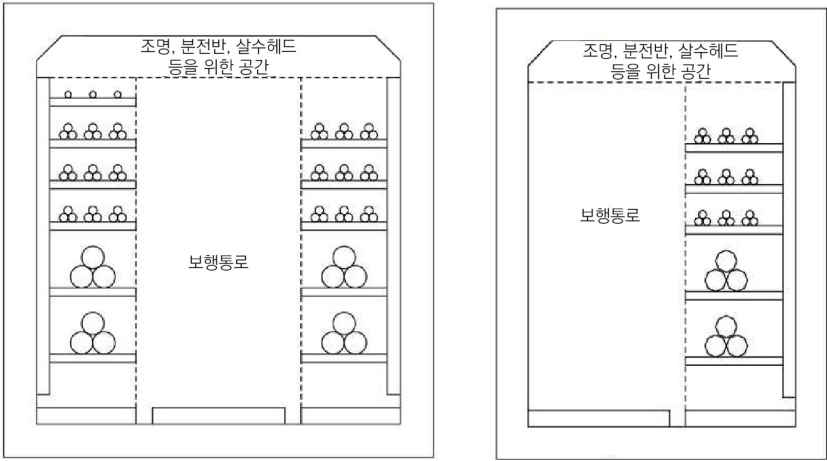 조명, 분전반, 살수헤드
등을 위한 공간
보행통로
조명, 분전반, 살수헤드
등을 위한 공간
보행통로